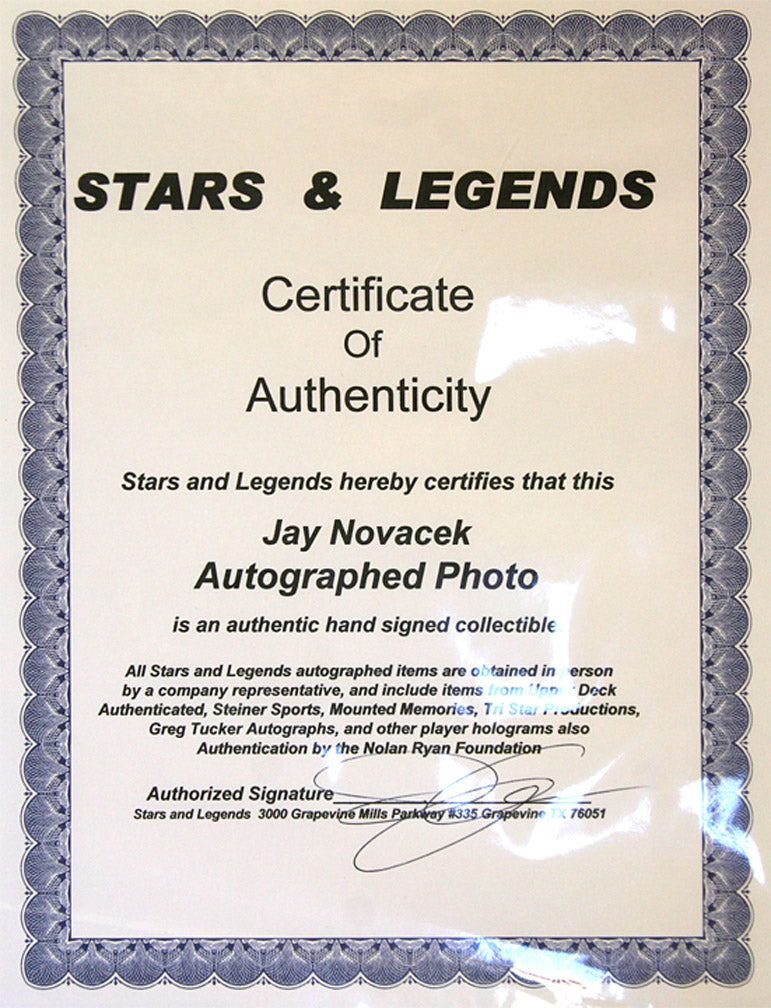 STARS & LEGENDS
Certificate
Of
Authenticity
Stars and Legends hereby certifies that this
Jay Novacek
Autographed Photo
is an authentic hand signed collectible
All Stars and Legends autographed items are obtained in person
by a company representative, and include items from Upper Deck
Authenticated, Steiner Sports, Mounted Memories, Tri Star Productions,
Greg Tucker Autographs, and other player holograms also
Authentication by the Nolan Ryan Foundation
Authorized Signature
Stars and Legends 3000 Grapevine Mills Parkway #335 Grapevine TX 76051